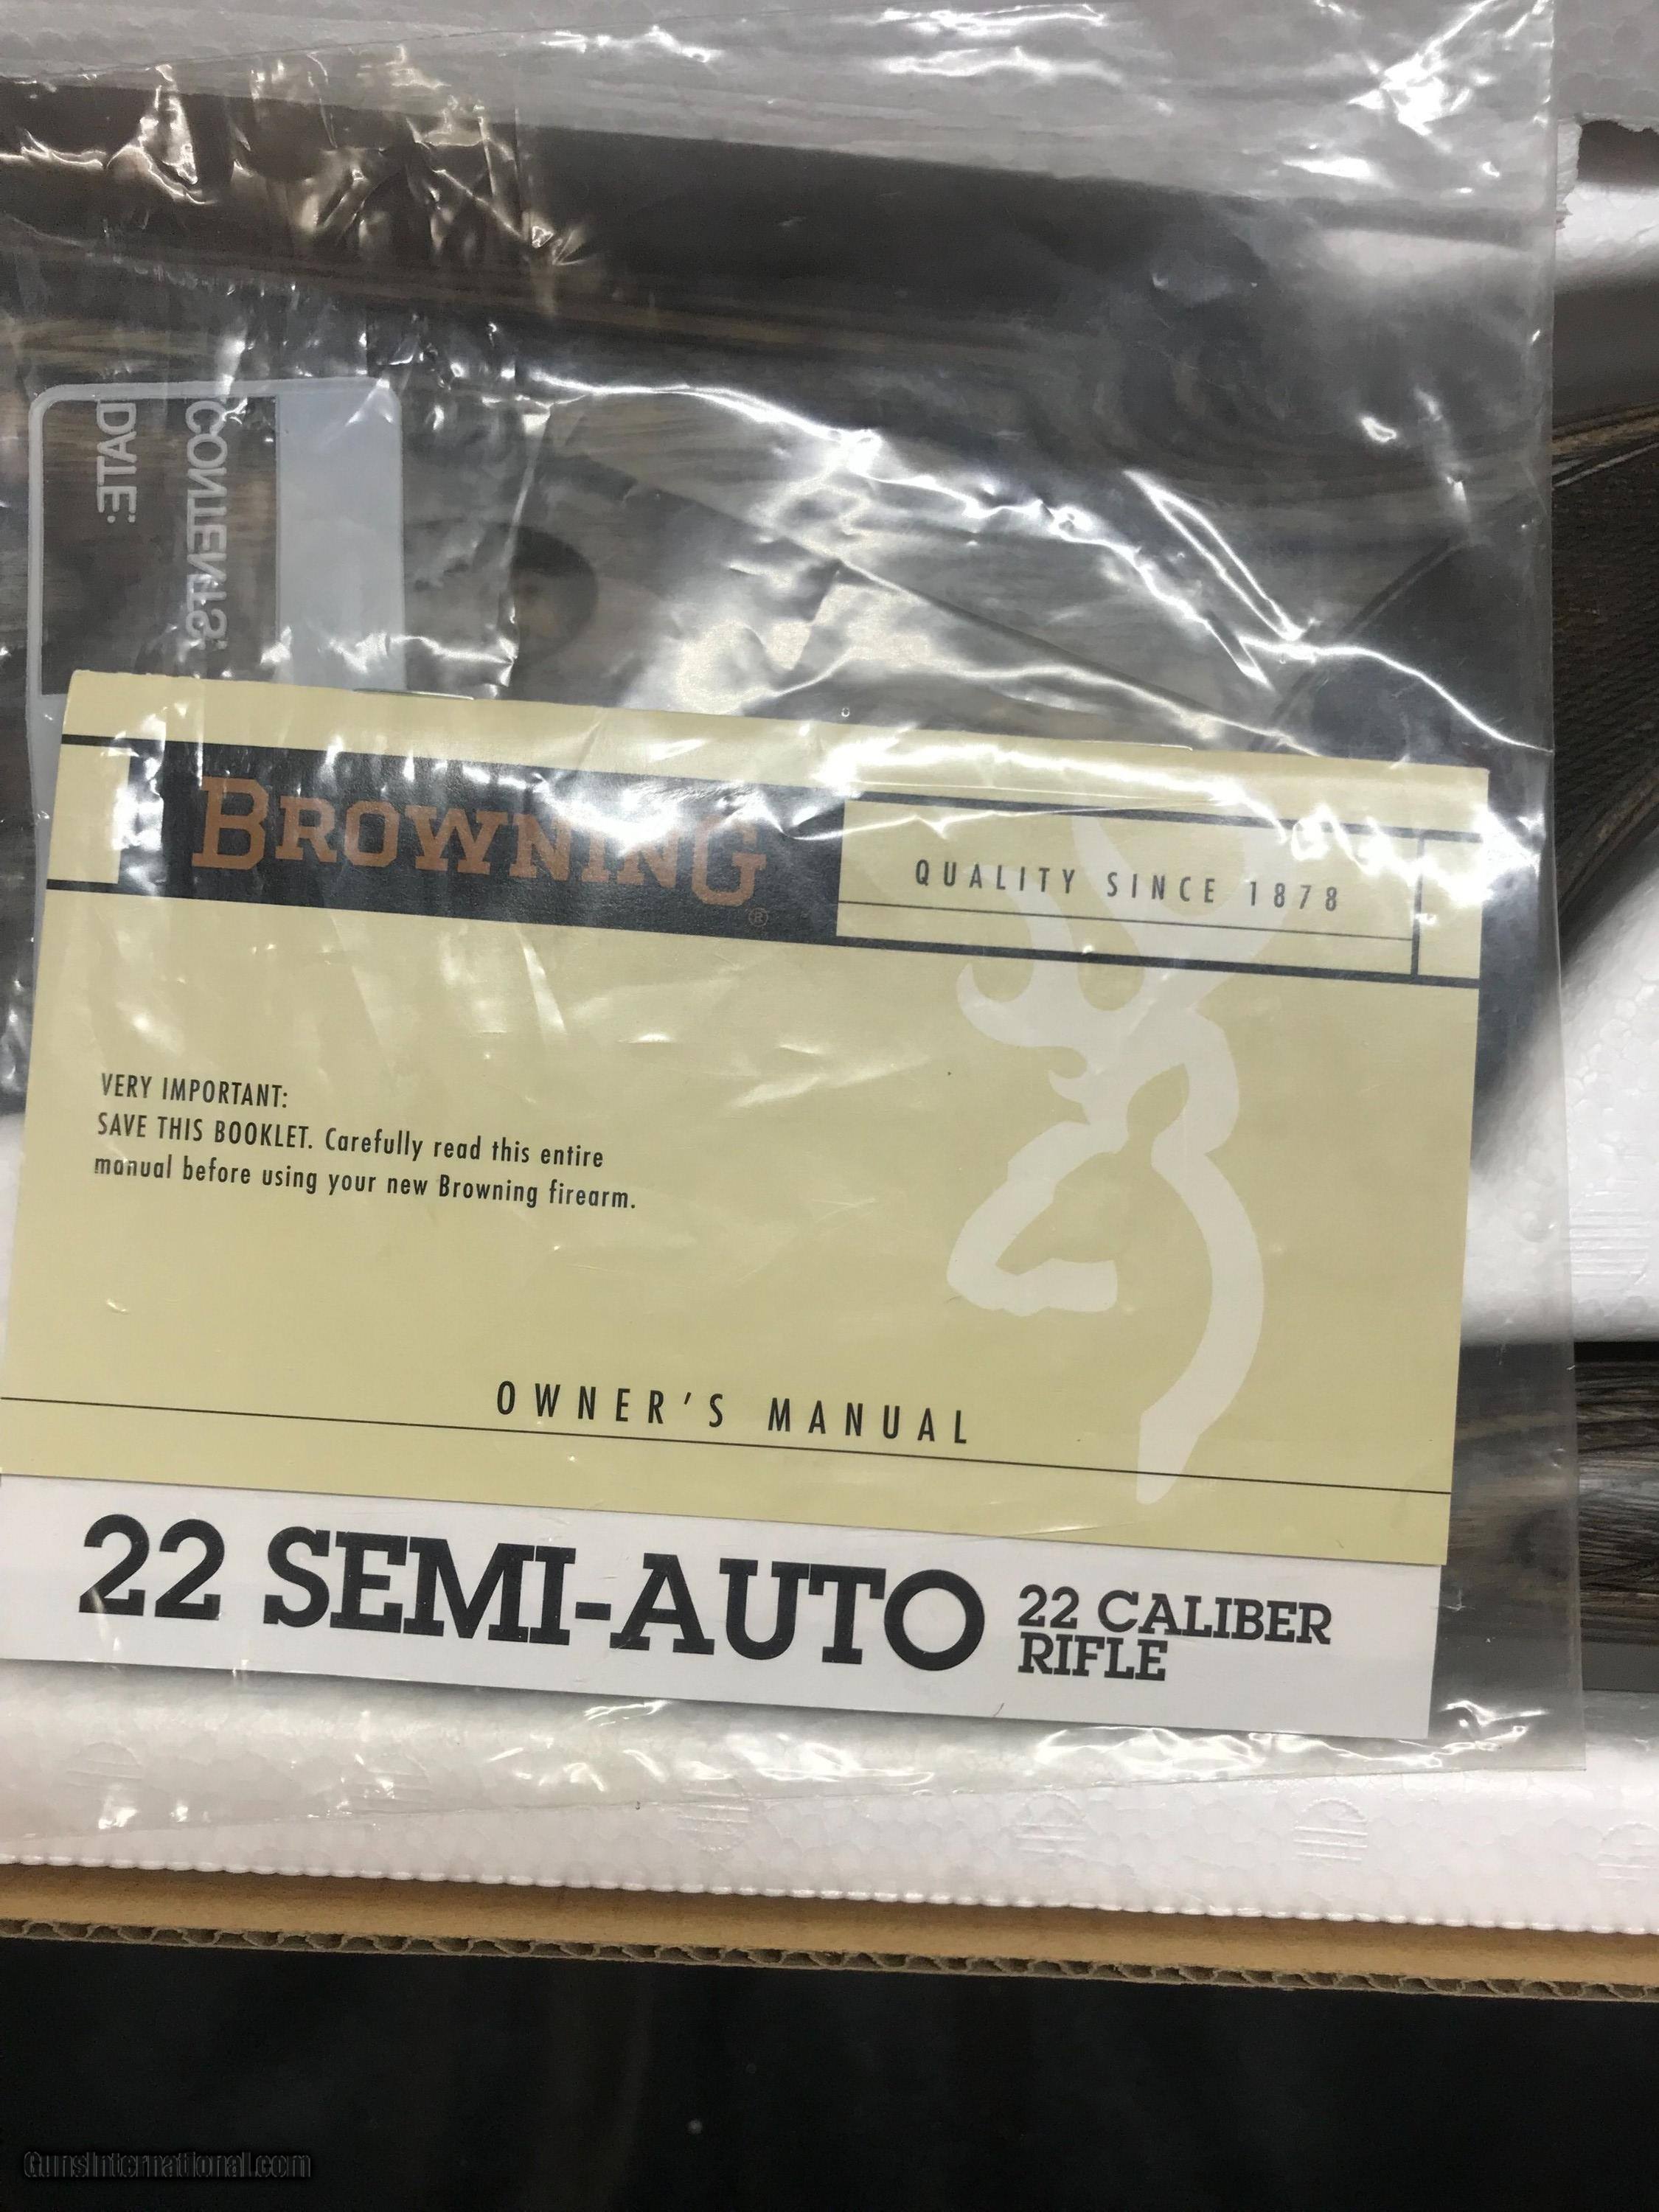 DATE:
CONTENTS:
BROWNING®
QUALITY SINCE 1878
VERY IMPORTANT:
SAVE THIS BOOKLET. Carefully read this entire
manual before using your new Browning firearm.
OWNER'S MANUAL
22 SEMI-AUTO 22 CALIBER
RIFLE
GunsInternational.com